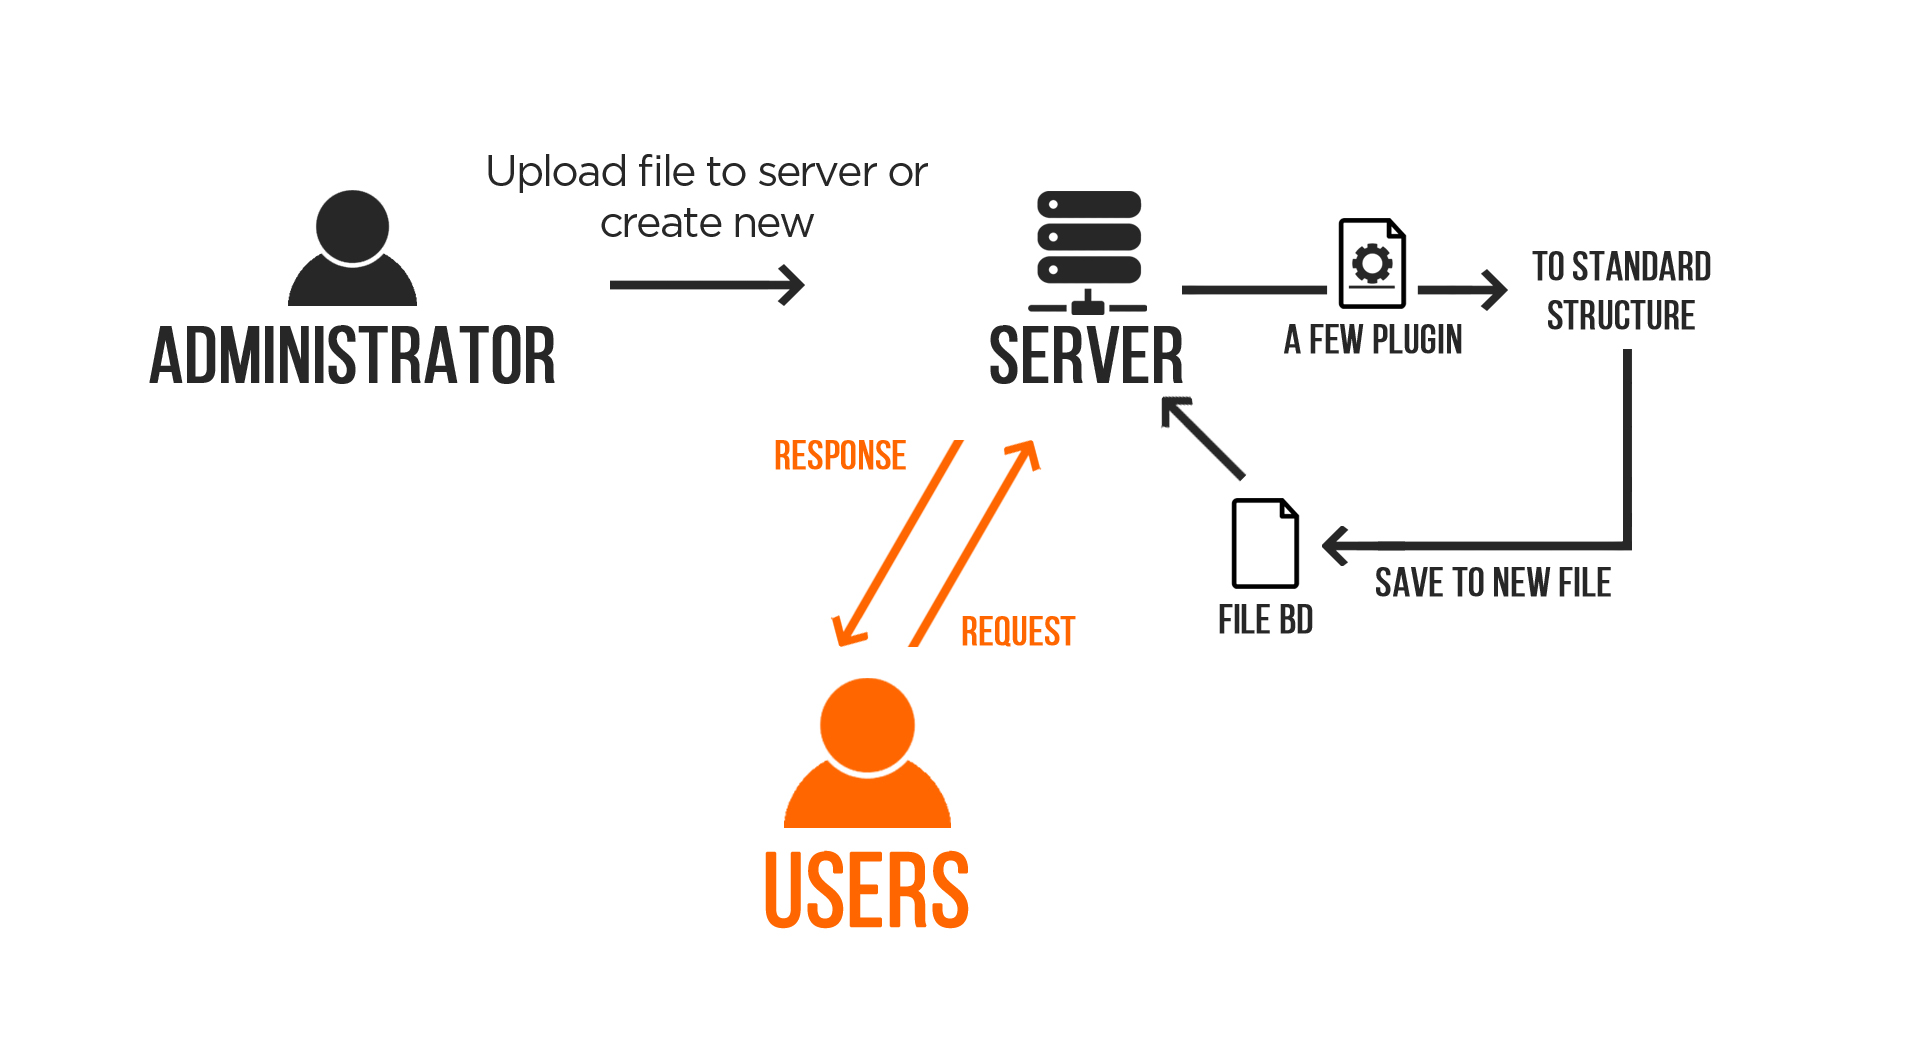 Upload file to server or
create new
ADMINISTRATOR
SERVER
A FEW PLUGIN
TO STANDARD
STRUCTURE
RESPONSE
REQUEST
SAVE TO NEW FILE
FILE BD
USERS